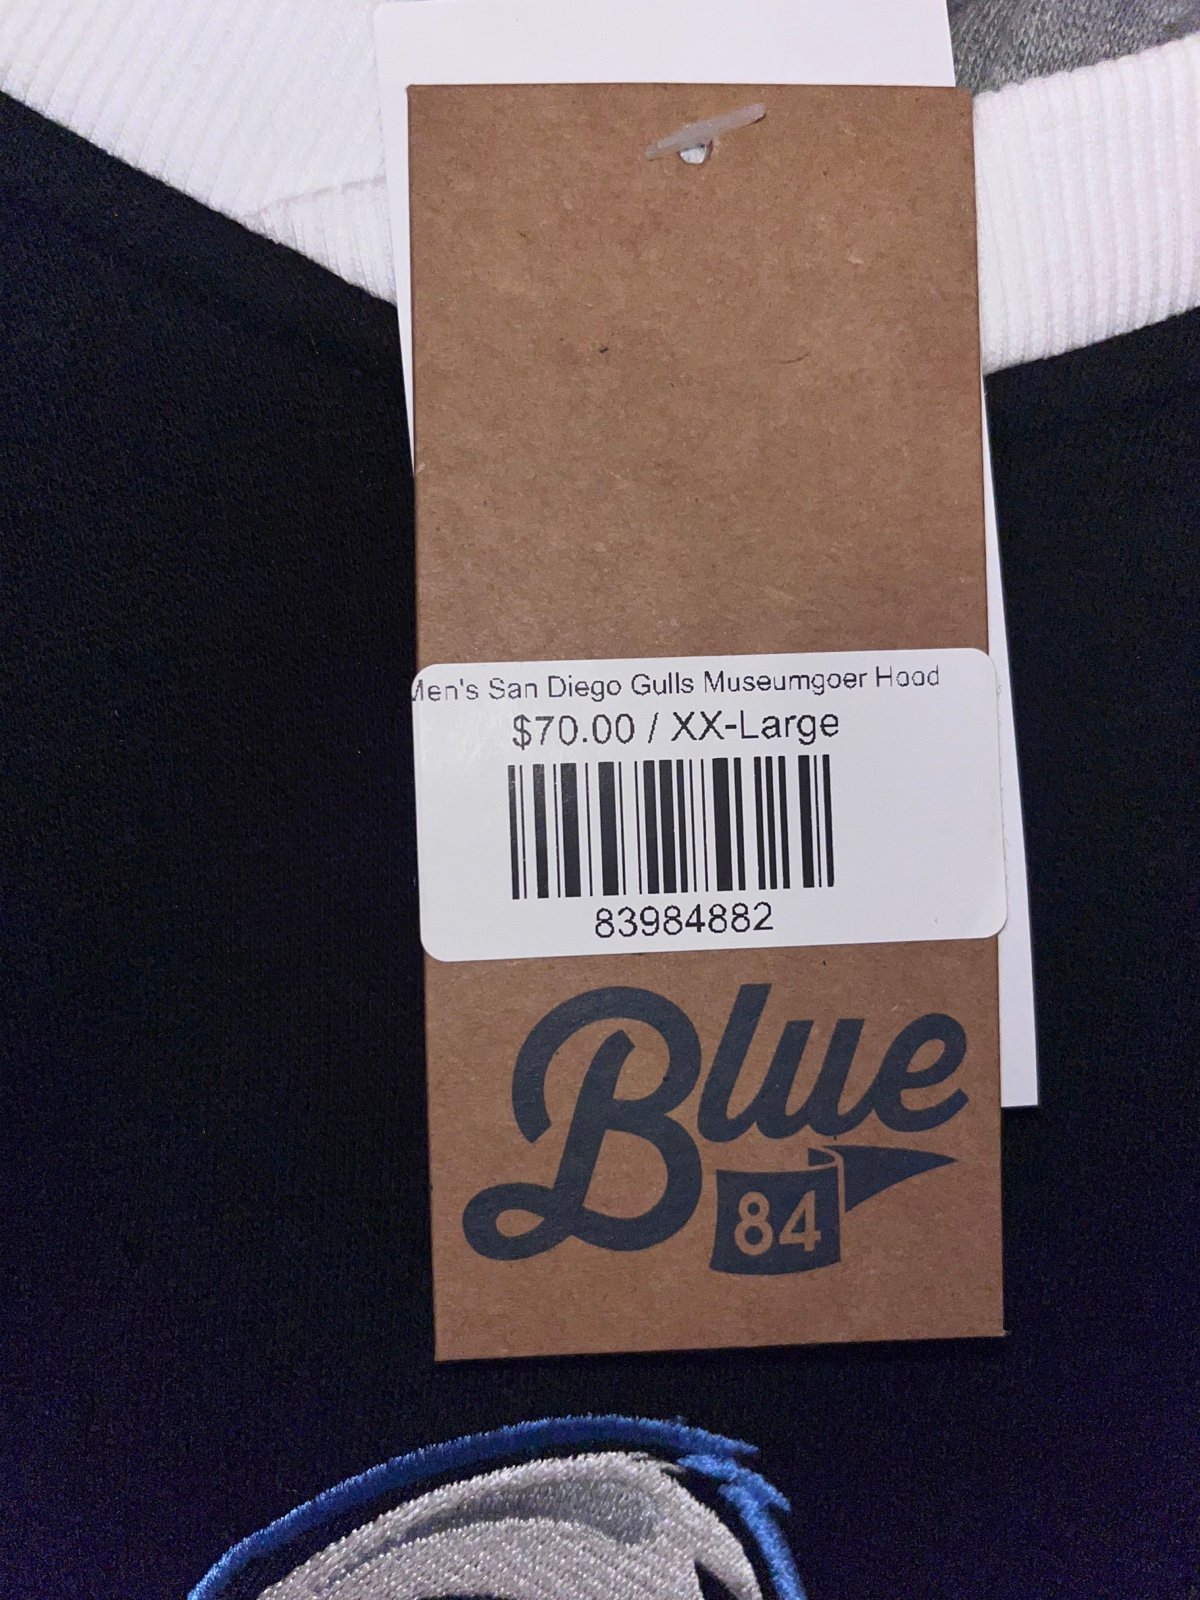 Men's San Diego Gulls Museumgoer Hood
$70.00 / XX-Large
83984882
Blue
84